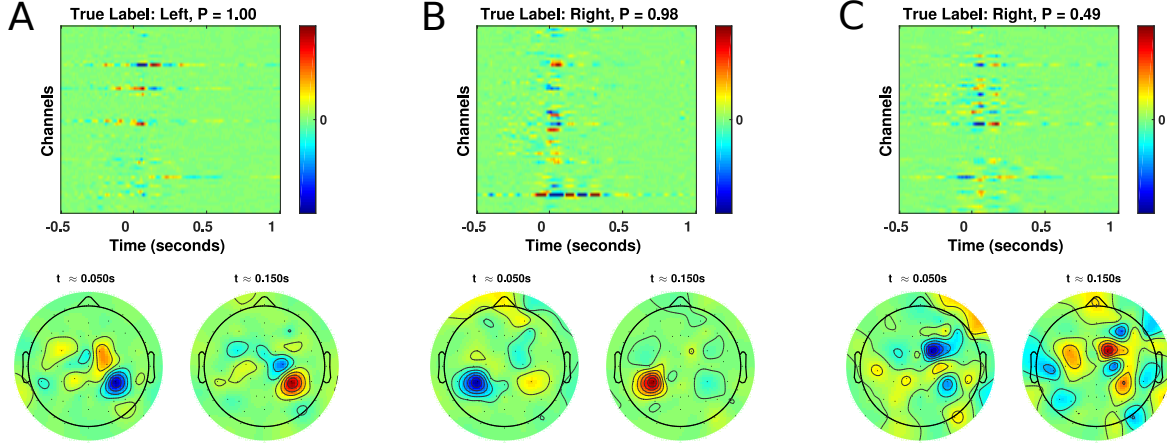 A
True Label: Left, P = 1.00
Channels
0
-0.5 0 0.5 1
Time (seconds)
t ≈ 0.050s
t ≈ 0.150s
B
True Label: Right, P = 0.98
Channels
0
-0.5 0 0.5 1
Time (seconds)
t ≈ 0.050s
t ≈ 0.150s
C
True Label: Right, P = 0.49
Channels
0
-0.5 0 0.5 1
Time (seconds)
t ≈ 0.050s
t ≈ 0.150s